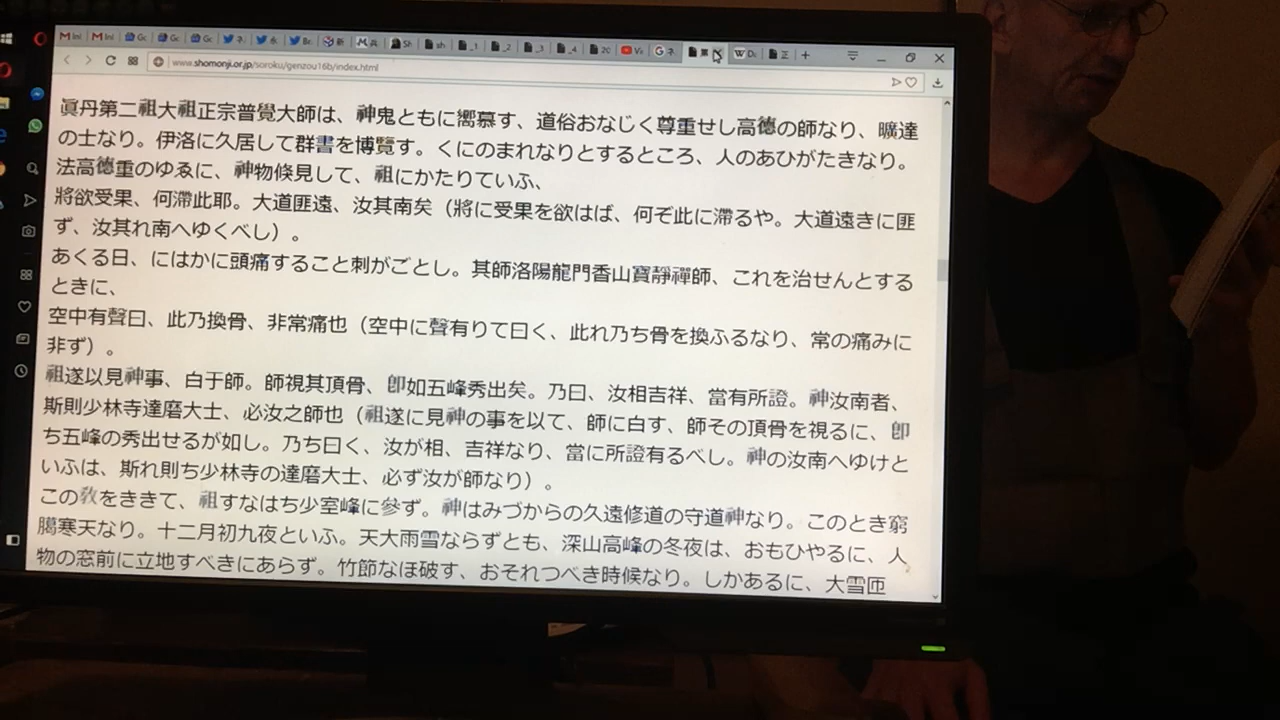 www.shomonji.or.jp/soroku/genzou16b/index.html
眞丹第二祖大祖正宗普覺大師は、神鬼ともに嚮慕す、道俗おなじく尊重せし高德の師なり、曠達
の士なり。伊洛に久居して群書を博覽す。くにのまれなりとするところ、人のあひがたきなり。
法高德重のゆゑに、神物倐見して、祖にかたりていふ、
將欲受果、何滯此耶。大道匪遠、汝其南矣（將に受果を欲はば、何ぞ此に滯るや。大道遠きに匪
ず、汝其れ南へゆくべし）。
あくる日、にはかに頭痛すること刺がごとし。其師洛陽龍門香山寶靜禪師、これを治せんとする
ときに、
空中有聲曰、此乃換骨、非常痛也（空中に聲有りて曰く、此れ乃ち骨を換ふるなり、常の痛みに
非ず）。
祖遂以見神事、白于師。師視其頂骨、卽如五峰秀出矣。乃曰、汝相吉祥、當有所證。神汝南者、
斯則少林寺達磨大士、必汝之師也（祖遂に見神の事を以て、師に白す、師その頂骨を視るに、卽
ち五峰の秀出せるが如し。乃ち曰く、汝が相、吉祥なり、當に所證有るべし。神の汝南へゆけと
いふは、斯れ則ち少林寺の達磨大士、必ず汝が師なり）。
この敎をききて、祖すなはち少室峰に參ず。神はみづからの久遠修道の守道神なり。このとき窮
臈寒天なり。十二月初九夜といふ。天大雨雪ならずとも、深山高峰の冬夜は、おもひやるに、人
物の窓前に立地すべきにあらず。竹節なほ破す、おそれつべき時候なり。しかあるに、大雪匝